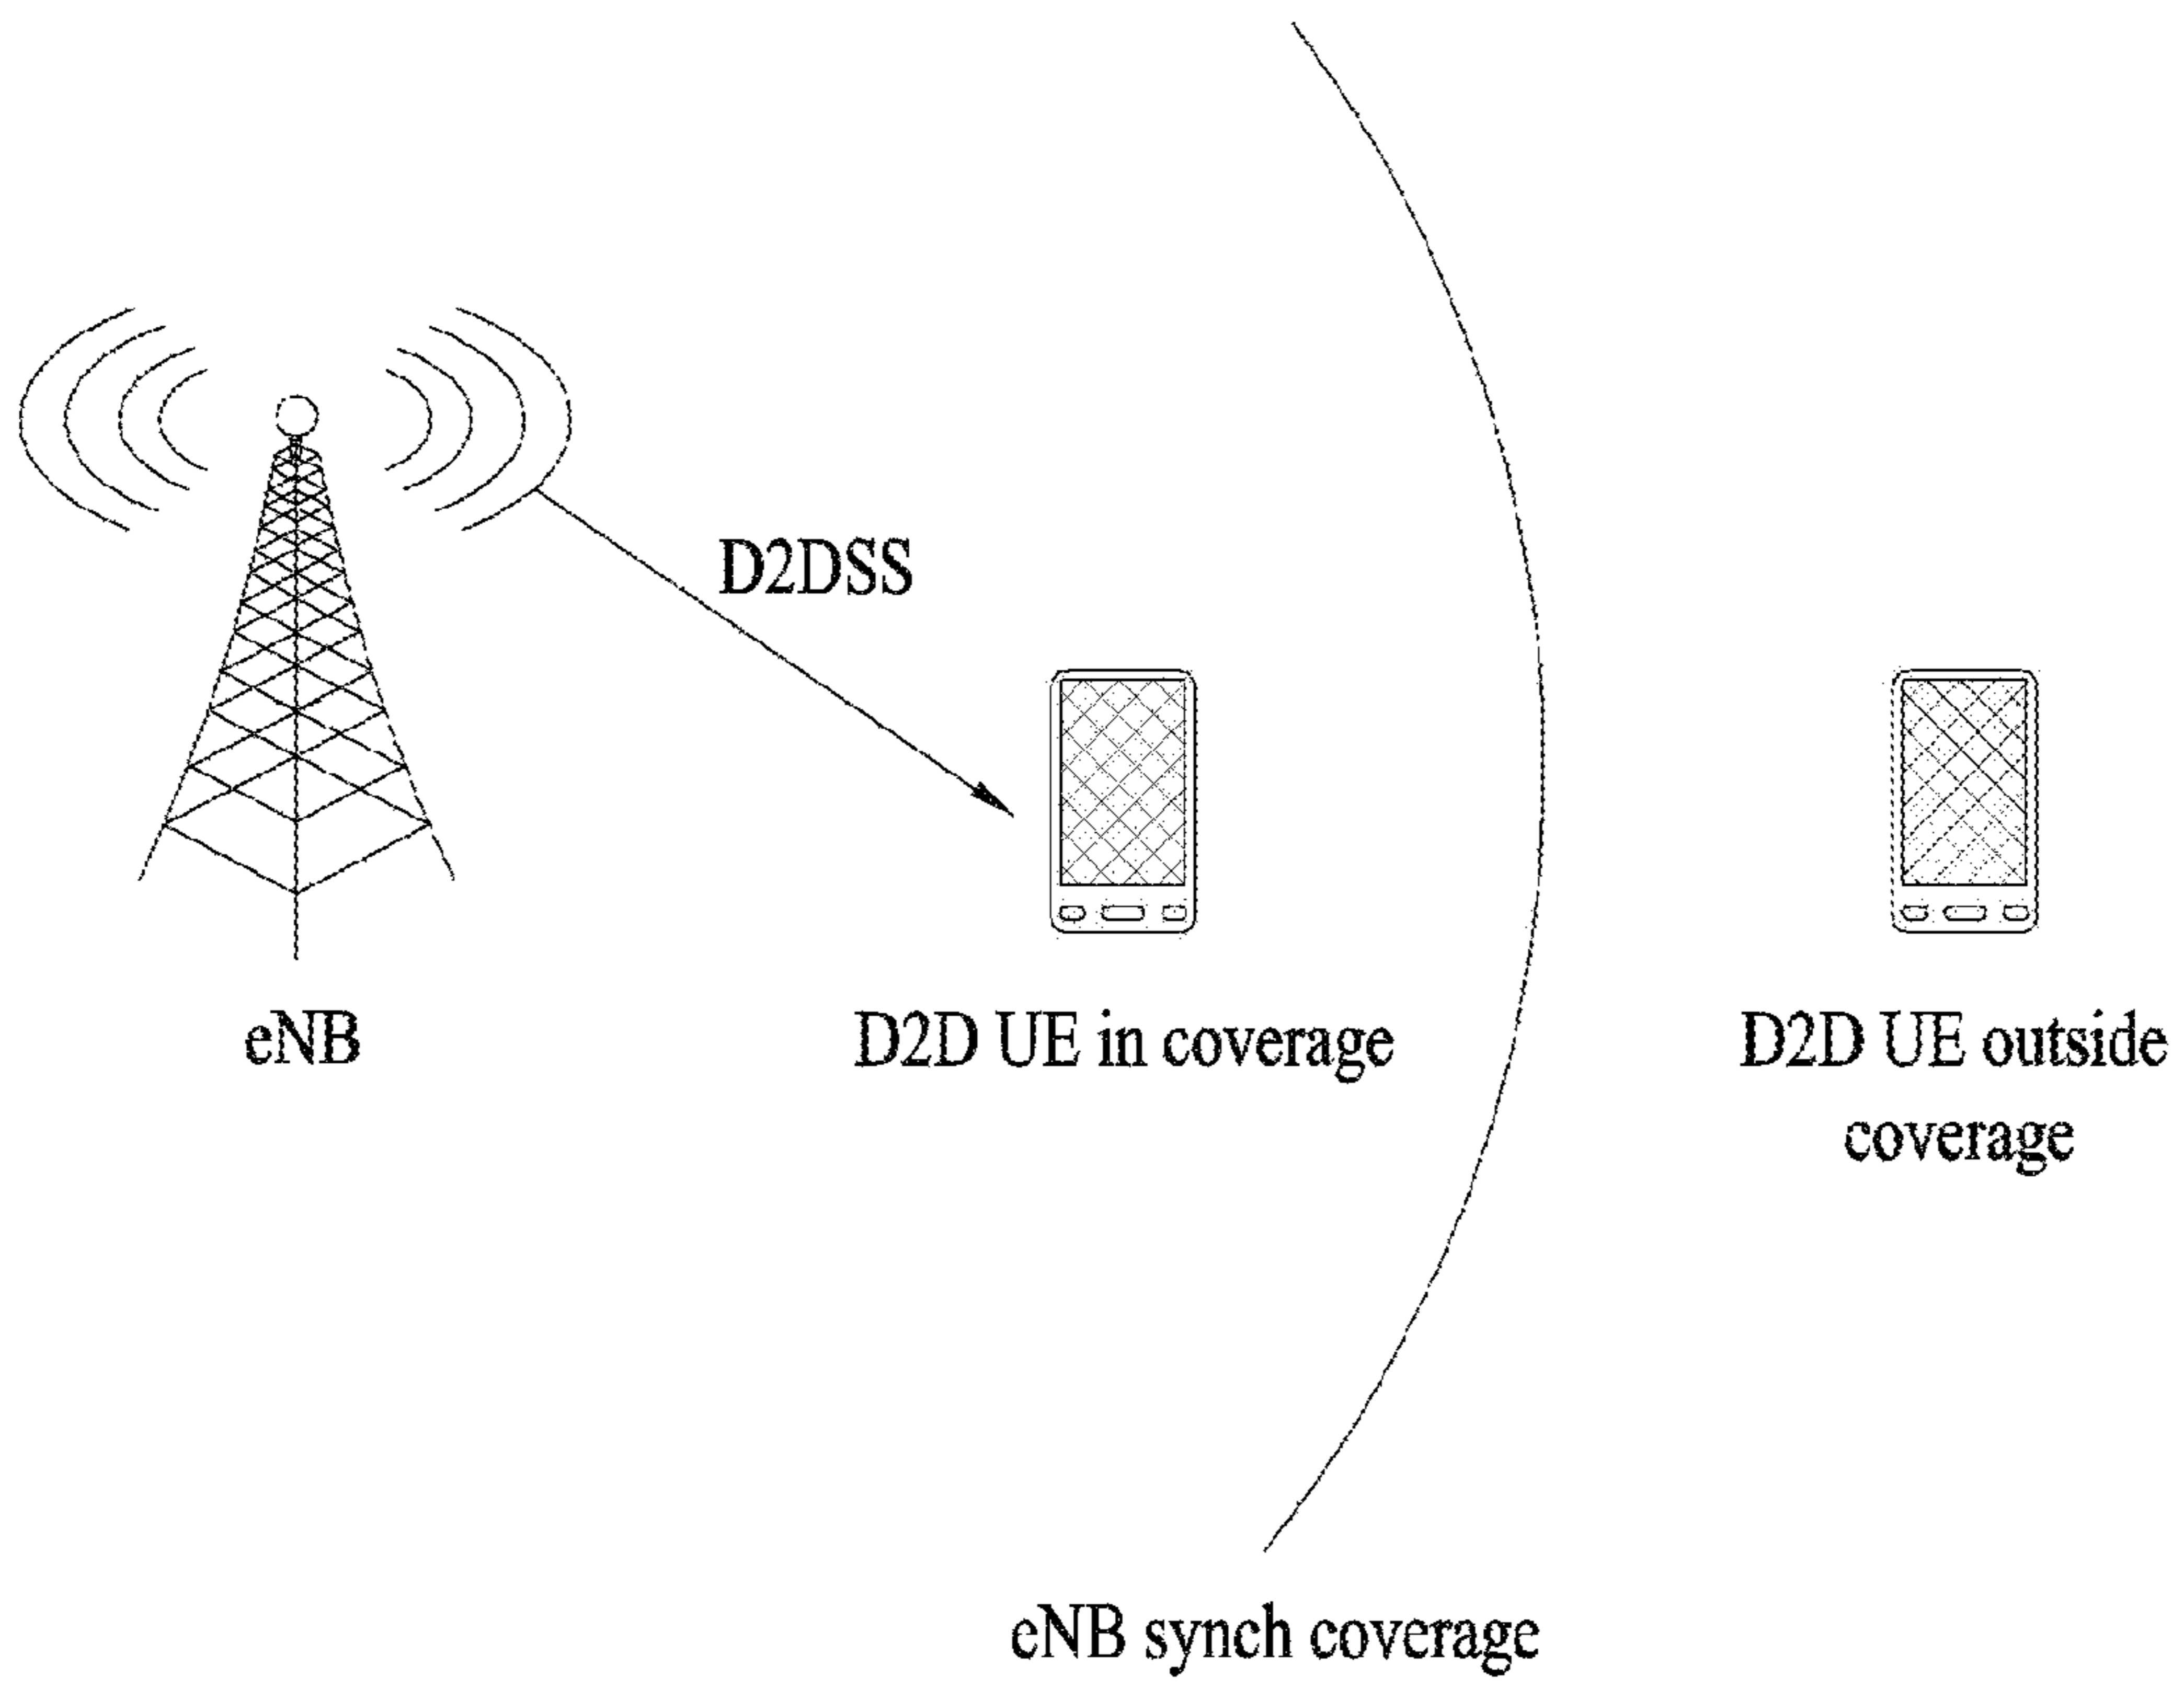 D2DSS
eNB
D2D UE in coverage
D2D UE outside
coverage
eNB synch coverage